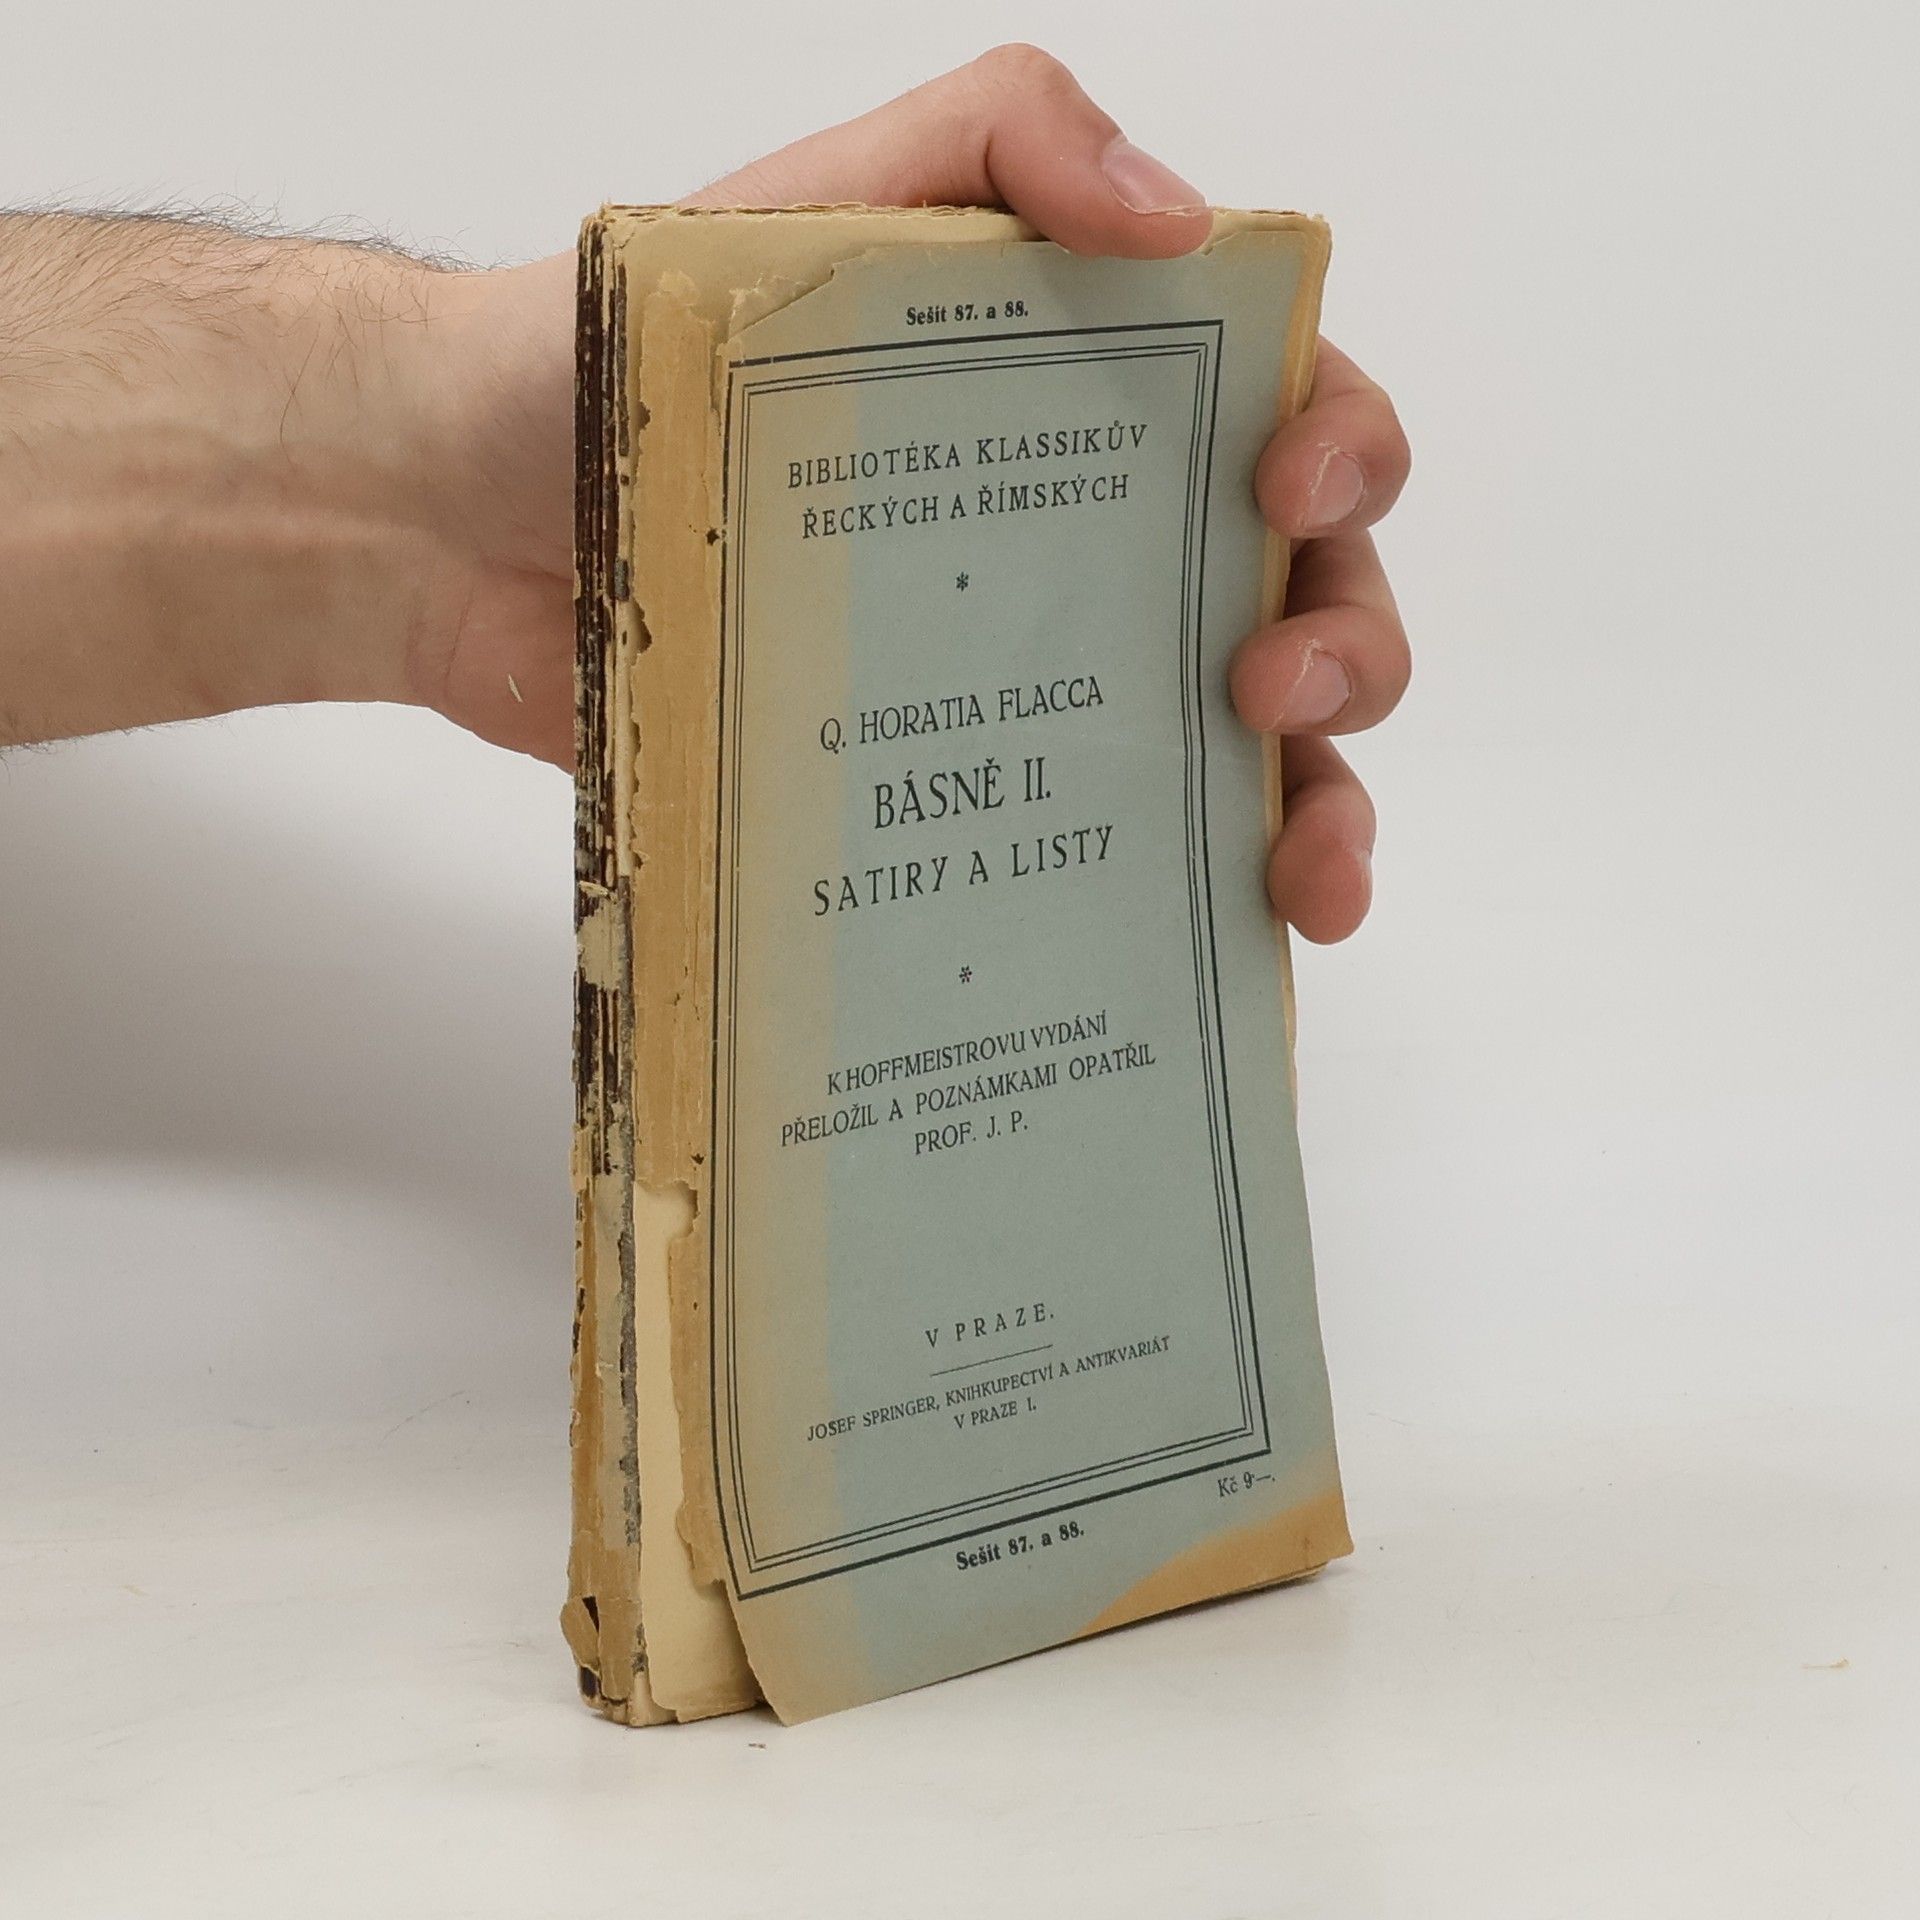 Sešit 87. a 88.
BIBLIOTÉKA KLASSIKŮV
ŘECKÝCH A ŘÍMSKÝCH
*
Q. HORATIA FLACCA
BÁSNĚ II.
SATIRY A LISTY
*
K HOFFMEISTROVU VYDÁNÍ
PŘELOŽIL A POZNÁMKAMI OPATŘIL
PROF. J. P.
V PRAZE.
JOSEF SPRINGER, KNIHKUPECTVÍ A ANTIKVARIÁT
V PRAZE I.
Kč 9·—.
Sešit 87. a 88.